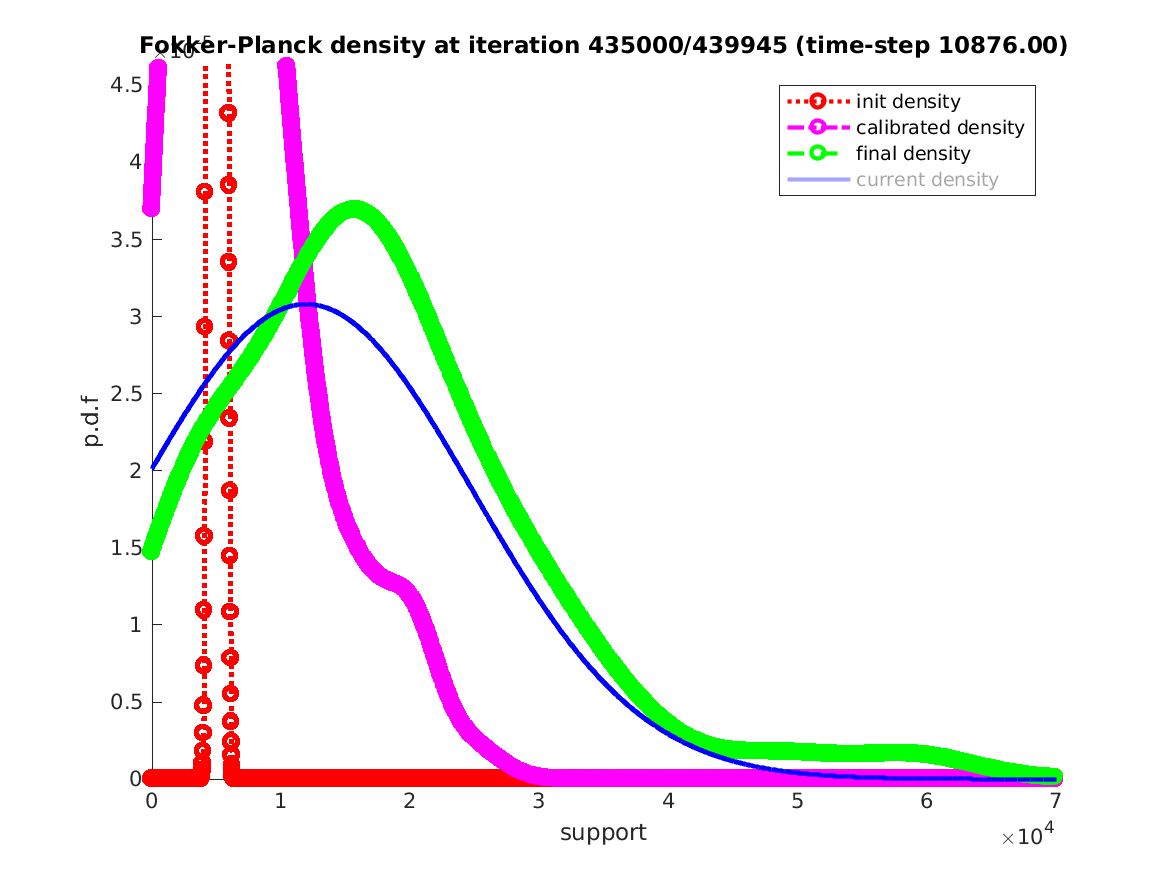 Fokker-Planck density at iteration 435000/439945 (time-step 10876.00)
×10^-5
init density
calibrated density
final density
current density
4.5
4
3.5
3
2.5
2
1.5
1
0.5
0
p.d.f
0 1 2 3 4 5 6 7
support
×10^4